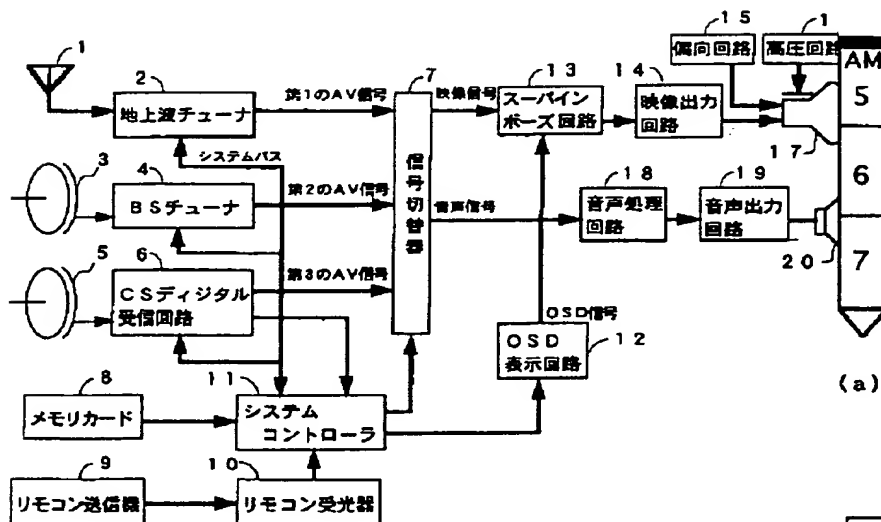 1
2
地上波チューナ
第1のAV信号
システムバス
3
4
BSチューナ
第2のAV信号
5
6
CSディジタル
受信回路
第3のAV信号
7
信号切替器
映像信号
音声信号
8
メモリカード
9
リモコン送信機
10
リモコン受光器
11
システム
コントローラ
12
OSD
表示回路
OSD信号
13
スーパイン
ポーズ回路
14
映像出力
回路
15
偏向回路
1
高圧回路
17
18
音声処理
回路
19
音声出力
回路
20
AM
5
6
7
(a)